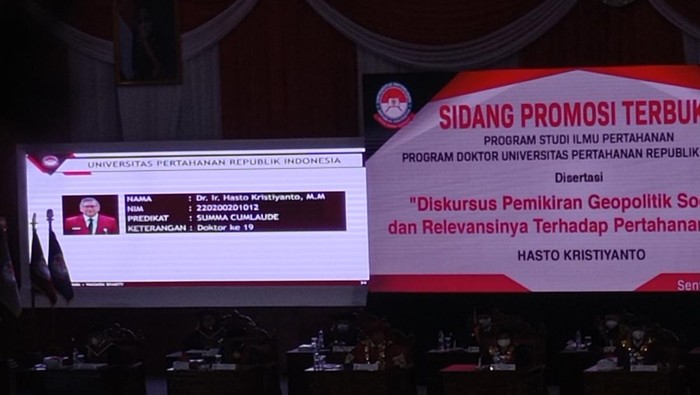 UNIVERSITAS PERTAHANAN REPUBLIK INDONESIA
NAMA : Dr. Ir. Hasto Kristiyanto, M.M
NIM : 220200201012
PREDIKAT : SUMMA CUMLAUDE
KETERANGAN : Doktor ke 19
SIDANG PROMOSI TERBUK
PROGRAM STUDI ILMU PERTAHANAN
PROGRAM DOKTOR UNIVERSITAS PERTAHANAN REPUBLIK
Disertasi
"Diskursus Pemikiran Geopolitik So
dan Relevansinya Terhadap Pertahana
HASTO KRISTIYANTO
Sen